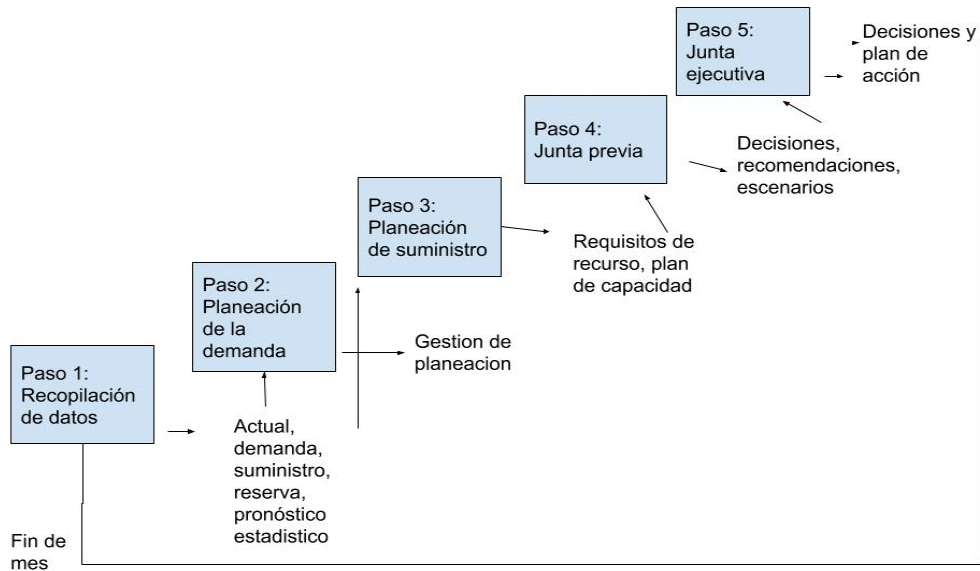 Paso 1:
Recopilación
de datos
Fin de
mes
Paso 2:
Planeación
de la
demanda
Actual,
demanda,
suministro,
reserva,
pronóstico
estadistico
Paso 3:
Planeación
de suministro
Gestion de
planeacion
Paso 4:
Junta previa
Requisitos de
recurso, plan
de capacidad
Paso 5:
Junta
ejecutiva
Decisiones,
recomendaciones,
escenarios
Decisiones y
plan de
acción